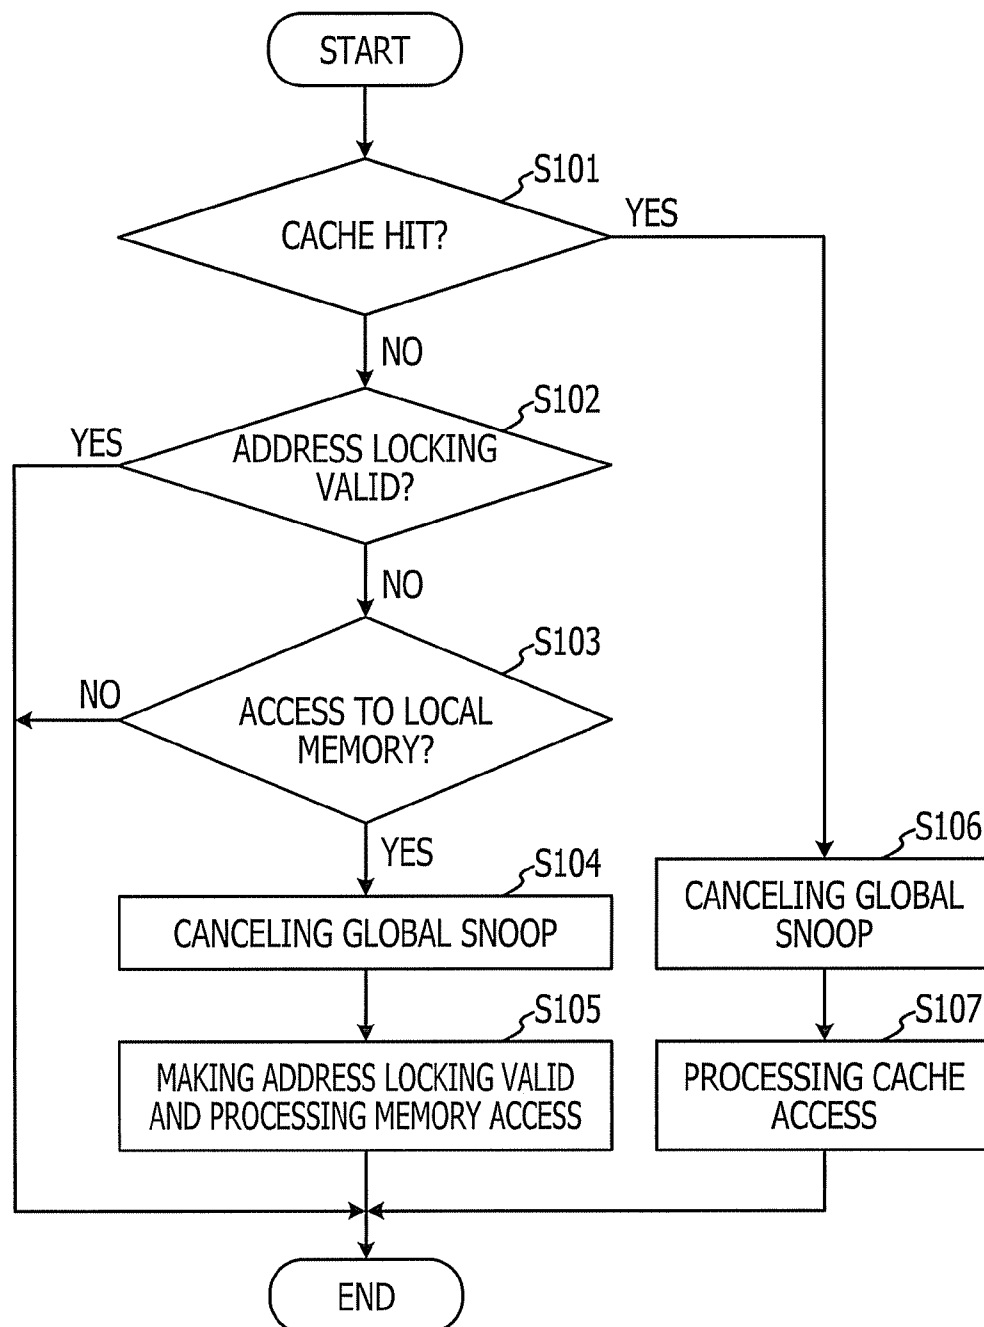 START
S101
CACHE HIT?
YES
NO
S102
YES
ADDRESS LOCKING
VALID?
NO
S103
NO
ACCESS TO LOCAL
MEMORY?
YES
S104
CANCELING GLOBAL SNOOP
S106
CANCELING GLOBAL
SNOOP
S105
MAKING ADDRESS LOCKING VALID
AND PROCESSING MEMORY ACCESS
S107
PROCESSING CACHE
ACCESS
END